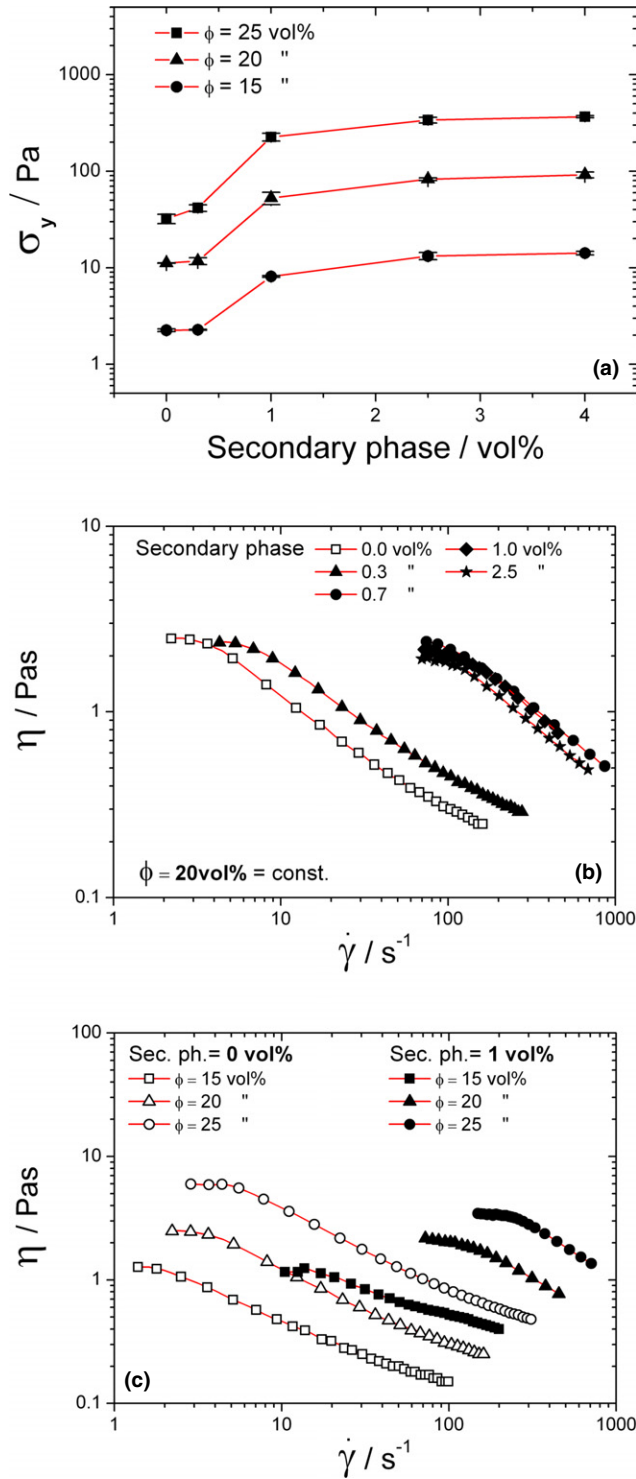 ϕ = 25 vol%
ϕ = 20 "
ϕ = 15 "
1000
100
10
1
σy / Pa
0 1 2 3 4
Secondary phase / vol%
(a)
10
1
0.1
η / Pas
Secondary phase
0.0 vol%
0.3 "
0.7 "
1.0 vol%
2.5 "
ϕ = 20vol% = const.
(b)
1 10 100 1000
γ̇ / s⁻¹
100
10
1
0.1
η / Pas
Sec. ph.= 0 vol%
ϕ = 15 vol%
ϕ = 20 "
ϕ = 25 "
Sec. ph.= 1 vol%
ϕ = 15 vol%
ϕ = 20 "
ϕ = 25 "
(c)
1 10 100 1000
γ̇ / s⁻¹